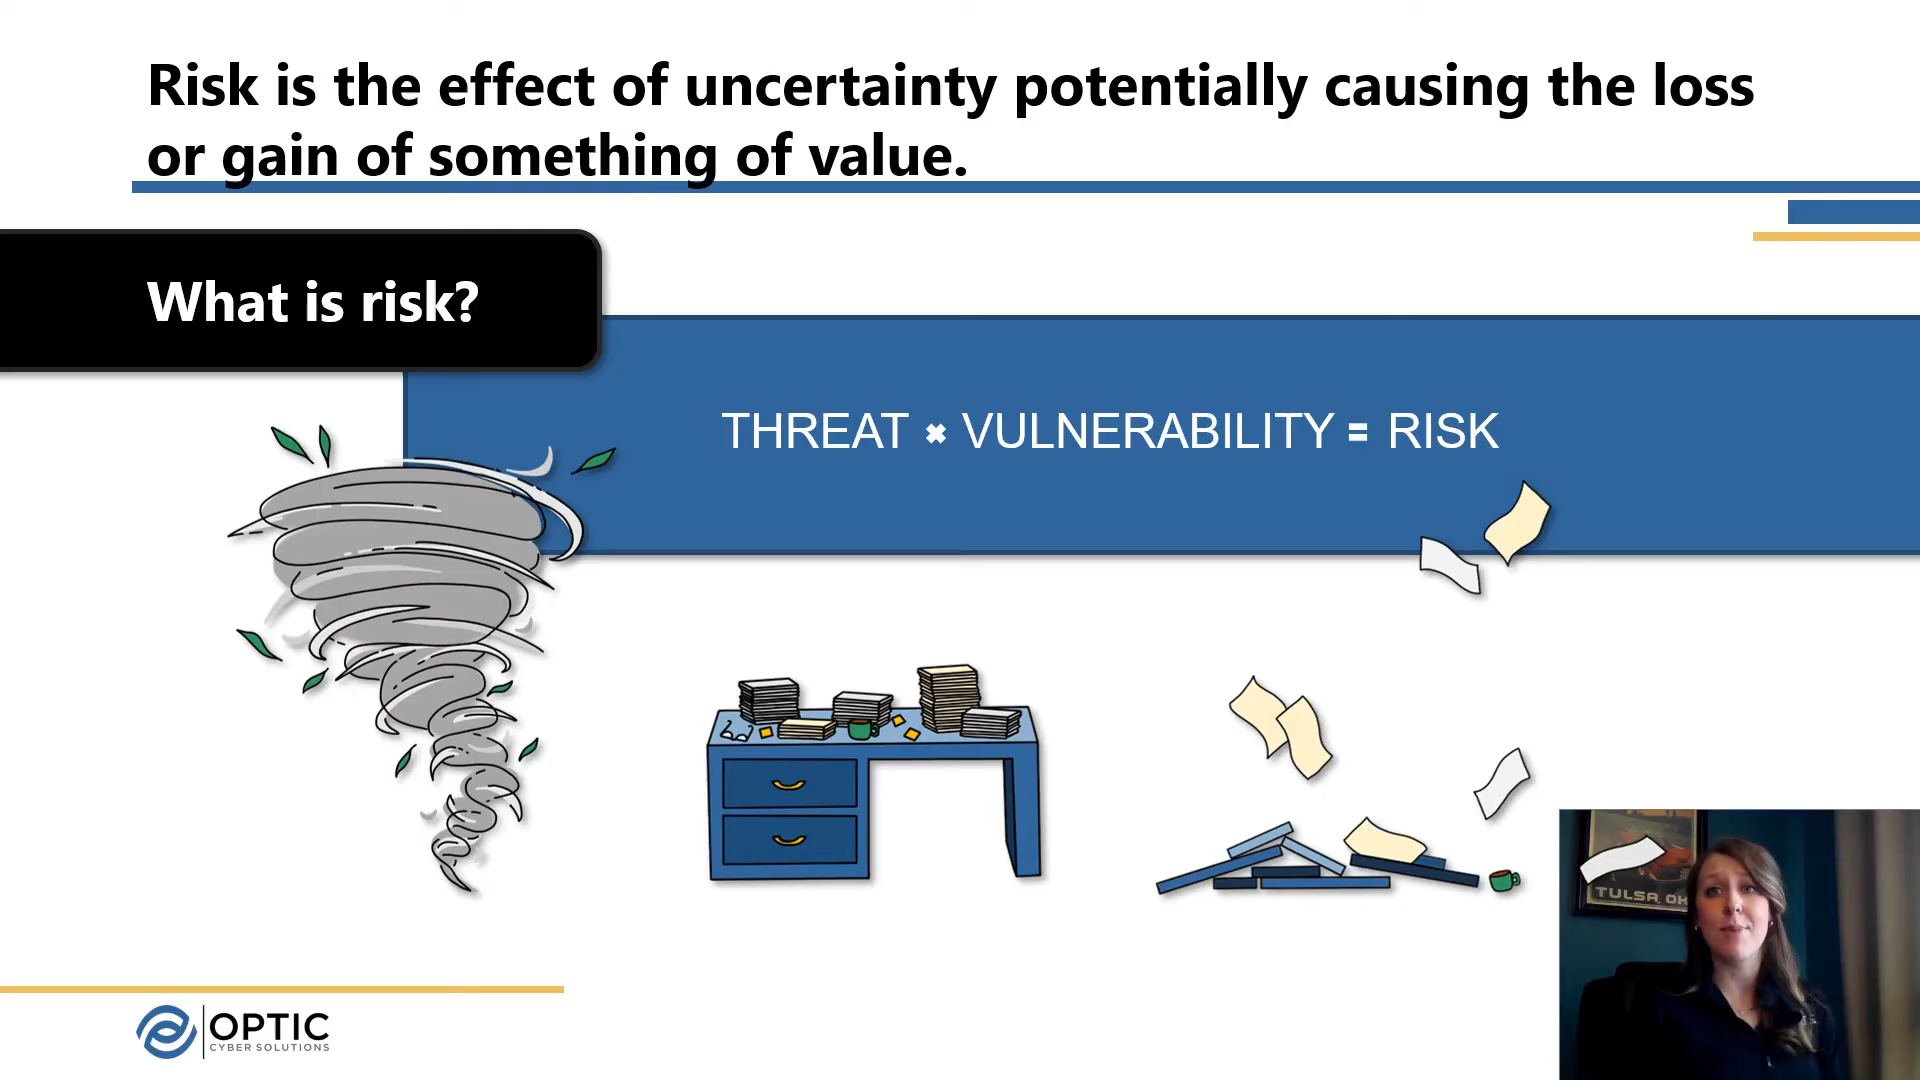 Risk is the effect of uncertainty potentially causing the loss
or gain of something of value.
What is risk?
THREAT × VULNERABILITY = RISK
TULSA, OK
OPTIC
CYBER SOLUTIONS